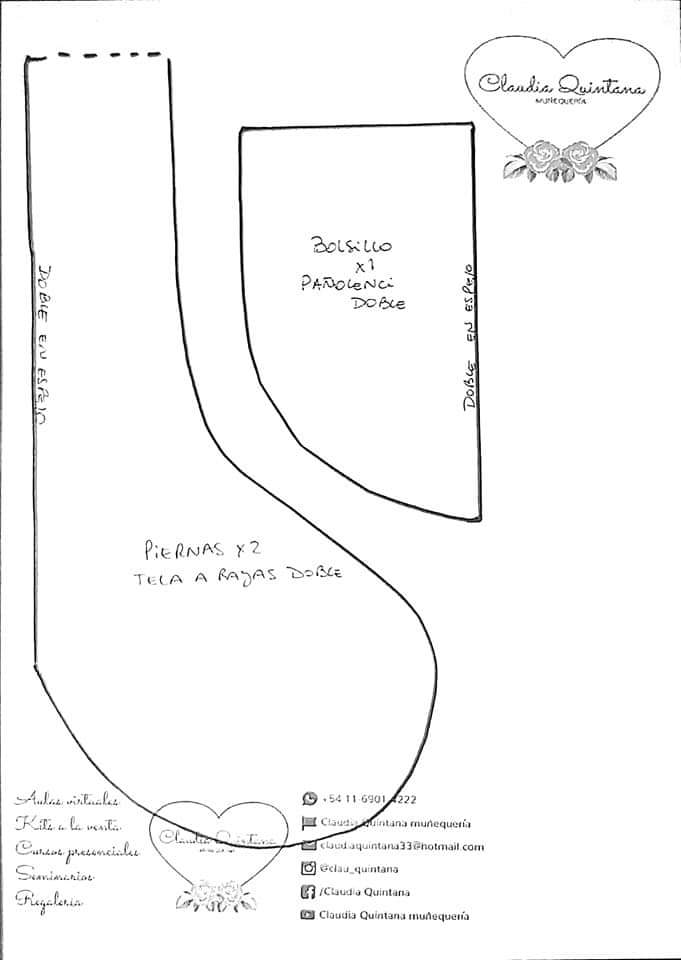 Claudia Quintana
MUÑEQUERÍA
BOLSILLO
x1
PAÑOLENCI
DOBLE
DOBLE EN ESPEJO
DOBLE EN ESPEJO
PIERNAS x2
TELA A RAYAS DOBLE
Aulas virtuales
Kits a la venta
Cursos presenciales
Seminarios
Regalería
Claudia Quintana
+54 11-6901-4222
Claudia Quintana muñequería
claudiaquintana33@hotmail.com
@clau_quintana
/Claudia Quintana
Claudia Quintana muñequería